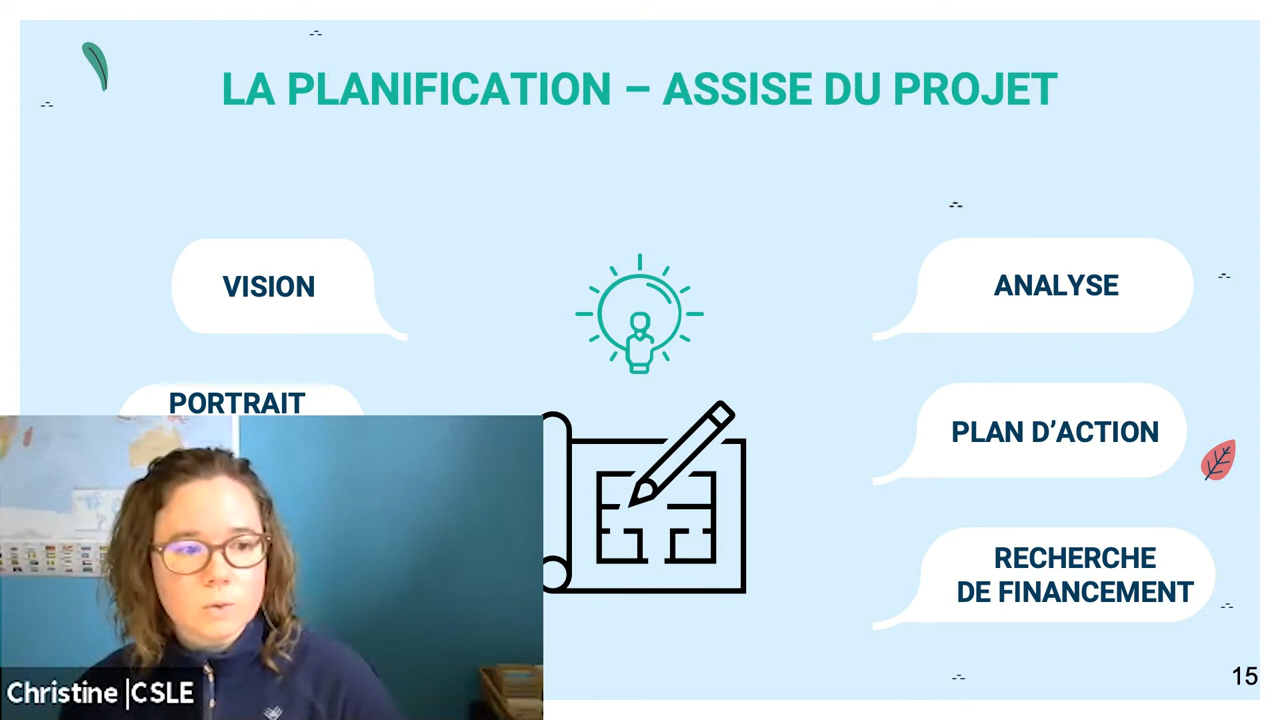 LA PLANIFICATION – ASSISE DU PROJET
VISION
PORTRAIT
ANALYSE
PLAN D’ACTION
RECHERCHE
DE FINANCEMENT
Christine |CSLE
15